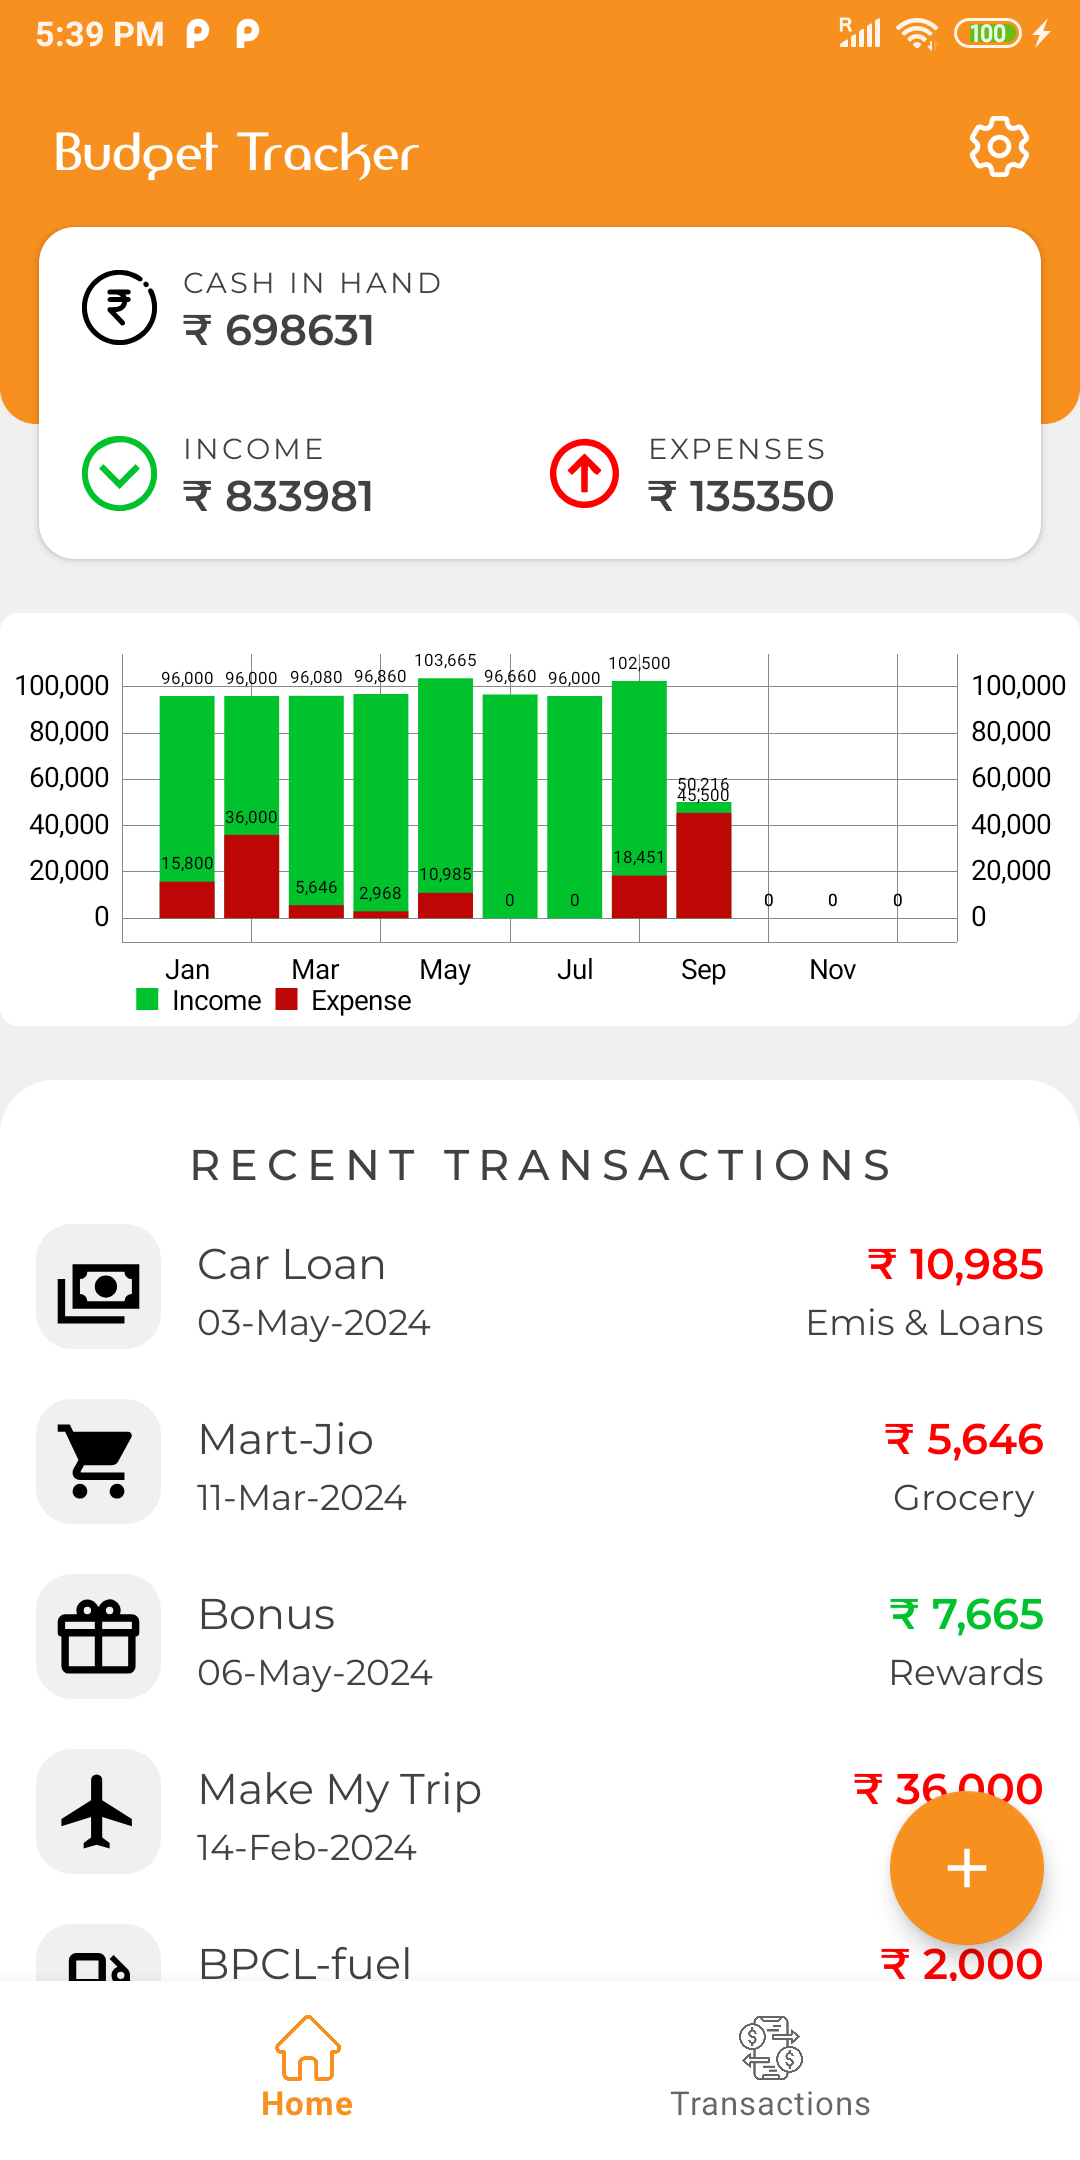 5:39 PM
R
100
Budget Tracker
CASH IN HAND
₹ 698631
INCOME
₹ 833981
EXPENSES
₹ 135350
100,000
80,000
60,000
40,000
20,000
0
96,000 96,000 96,080 96,860 103,665 96,660 96,000 102,500 50,216
15,800 36,000 5,646 2,968 10,985 0 0 18,451 45,500 0 0 0
100,000
80,000
60,000
40,000
20,000
0
Jan Mar May Jul Sep Nov
Income Expense
RECENT TRANSACTIONS
Car Loan ₹ 10,985
03-May-2024 Emis & Loans
Mart-Jio ₹ 5,646
11-Mar-2024 Grocery
Bonus ₹ 7,665
06-May-2024 Rewards
Make My Trip ₹ 36,000
14-Feb-2024
BPCL-fuel ₹ 2,000
Home Transactions